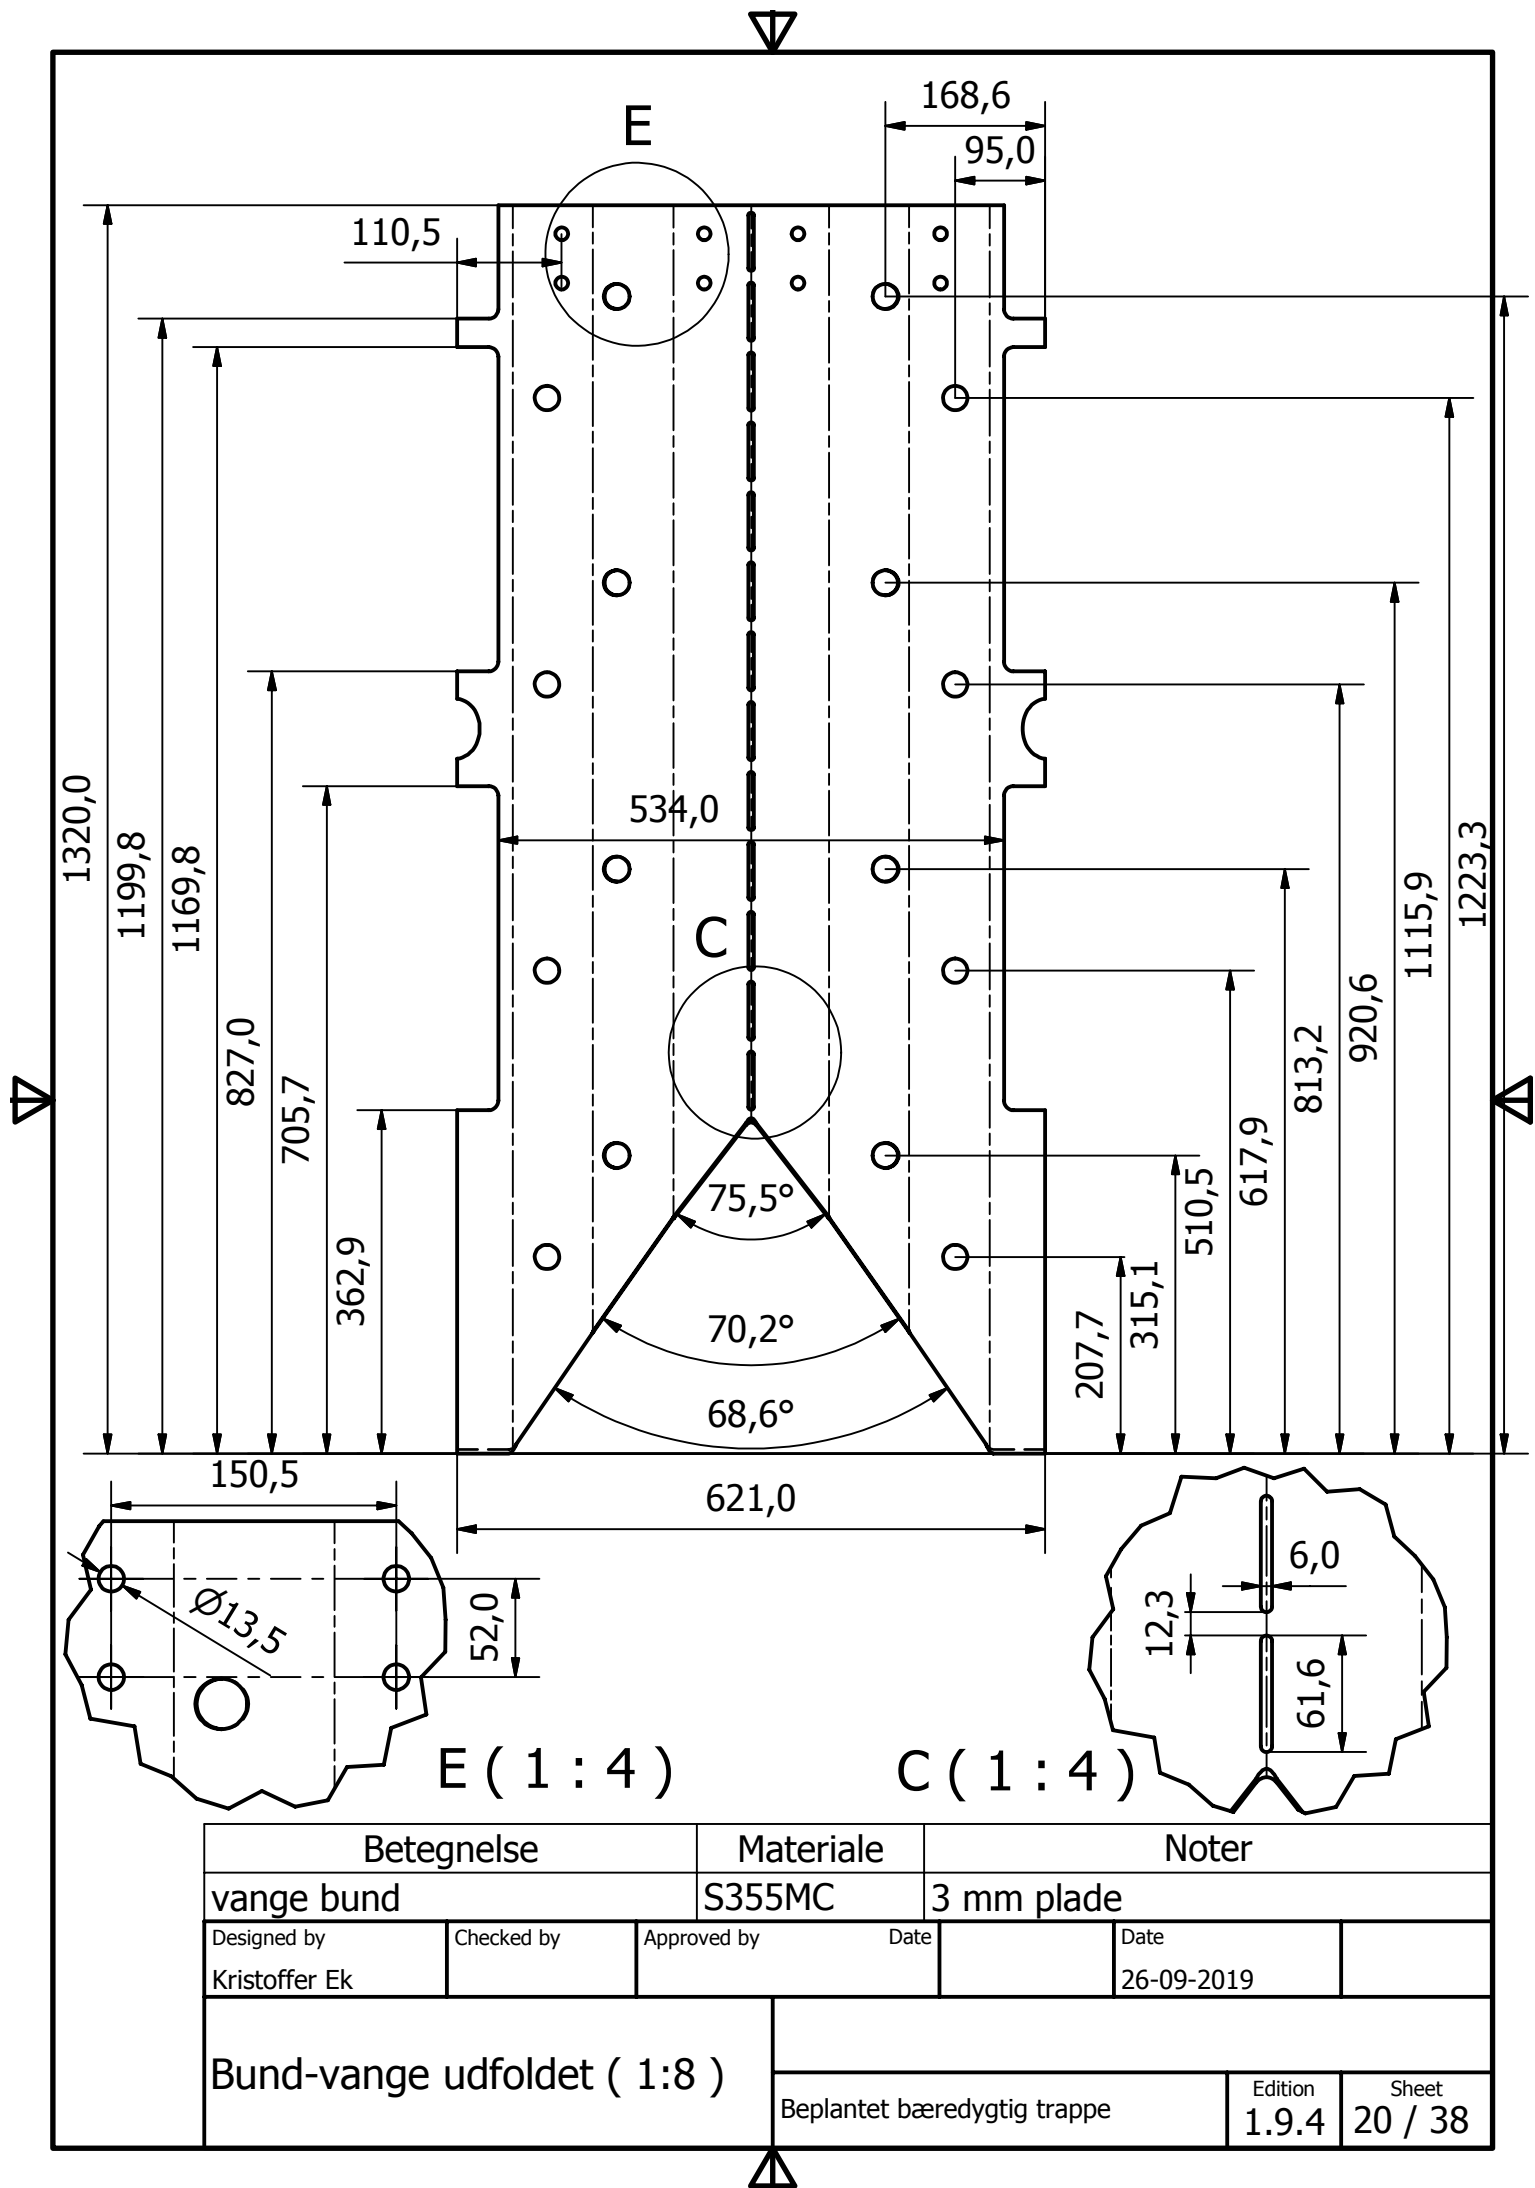 168,6
E
95,0
110,5
534,0
1320,0
1199,8
1169,8
827,0
705,7
362,9
C
1223,3
1115,9
920,6
813,2
617,9
510,5
315,1
207,7
75,5°
70,2°
68,6°
150,5
621,0
Ø13,5
52,0
6,0
12,3
61,6
E ( 1 : 4 )
C ( 1 : 4 )
Betegnelse Materiale Noter
vange bund S355MC 3 mm plade
Designed by Checked by Approved by Date Date
Kristoffer Ek 26-09-2019
Bund-vange udfoldet ( 1:8 )
Beplantet bæredygtig trappe
Edition
1.9.4
Sheet
20 / 38